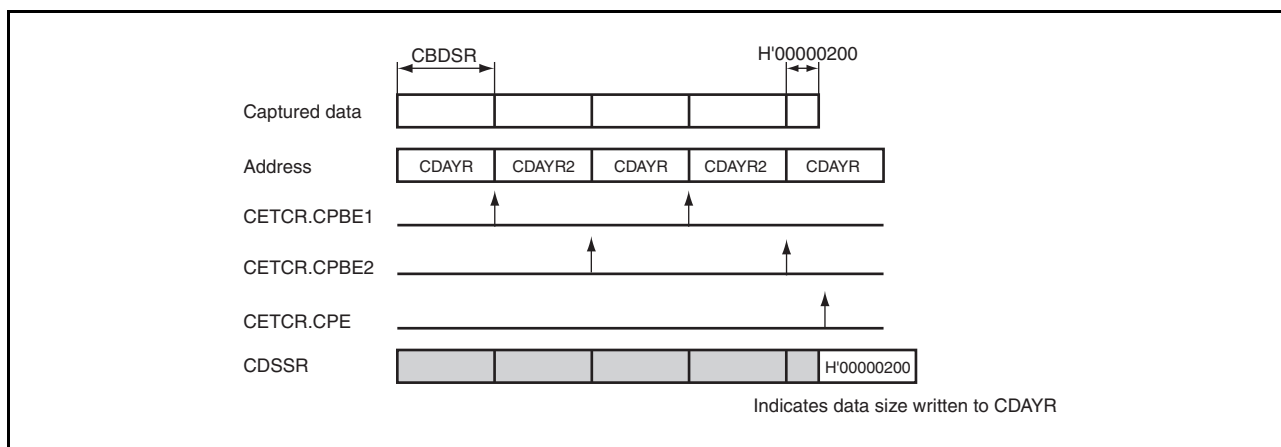 CBDSR H'00000200
Captured data
Address CDAYR CDAYR2 CDAYR CDAYR2 CDAYR
CETCR.CPBE1
CETCR.CPBE2
CETCR.CPE
CDSSR H'00000200
Indicates data size written to CDAYR